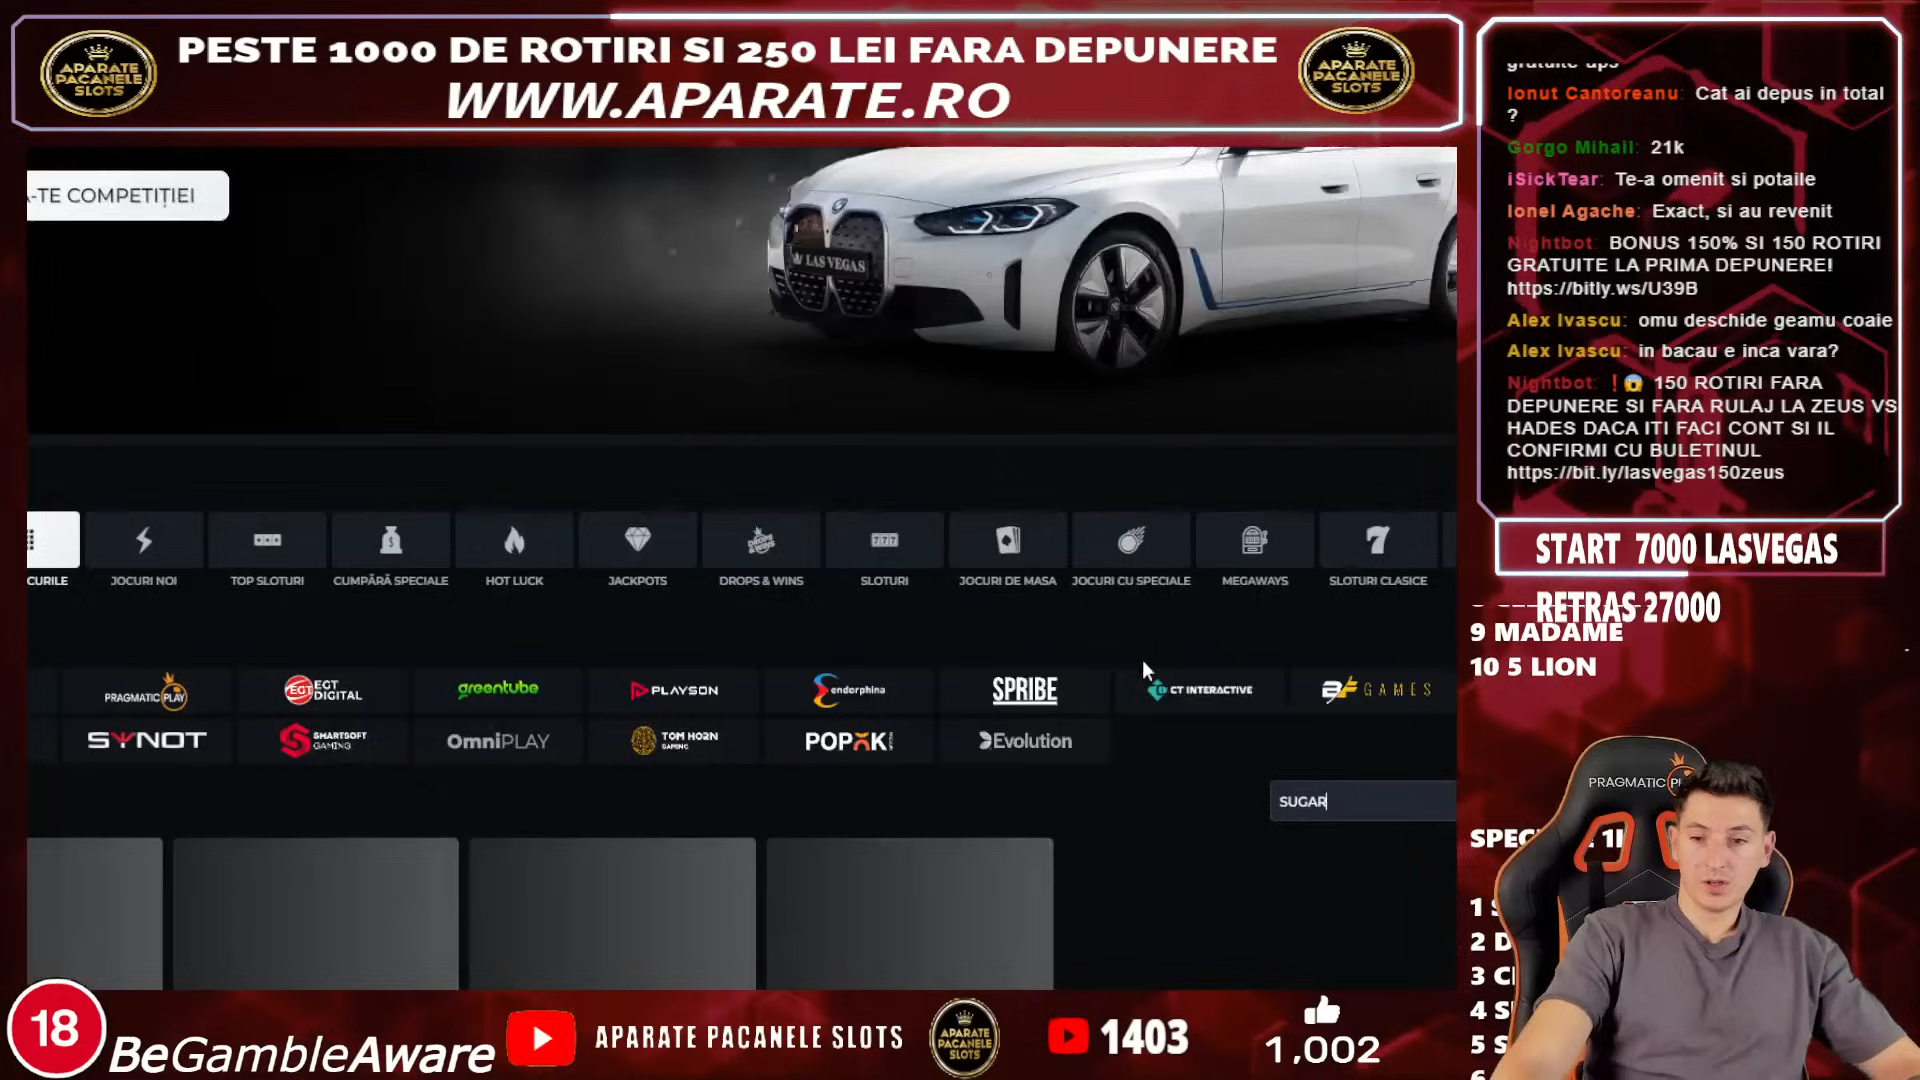 PESTE 1000 DE ROTIRI SI 250 LEI FARA DEPUNERE
WWW.APARATE.RO
APARATE
PACANELE
SLOTS
APARATE
PACANELE
SLOTS
-TE COMPETIȚIEI
LAS VEGAS
CURILE
JOCURI NOI
TOP SLOTURI
CUMPĂRĂ SPECIALE
HOT LUCK
JACKPOTS
DROPS & WINS
SLOTURI
JOCURI DE MASA
JOCURI CU SPECIALE
MEGAWAYS
SLOTURI CLASICE
PRAGMATIC PLAY
EGT DIGITAL
greentube
PLAYSON
endorphina
SPRIBE
CT INTERACTIVE
BF GAMES
SYNOT
SMARTSOFT GAMING
OmniPLAY
TOM HORN GAMING
POPOK
Evolution
SUGAR
gratuite aps
Ionut Cantoreanu: Cat ai depus in total
?
Gorgo Mihail: 21k
iSickTear: Te-a omenit si potaile
Ionel Agache: Exact, si au revenit
Nightbot: BONUS 150% SI 150 ROTIRI
GRATUITE LA PRIMA DEPUNERE!
https://bitly.ws/U39B
Alex Ivascu: omu deschide geamu coaie
Alex Ivascu: in bacau e inca vara?
Nightbot: ❗😱 150 ROTIRI FARA
DEPUNERE SI FARA RULAJ LA ZEUS VS
HADES DACA ITI FACI CONT SI IL
CONFIRMI CU BULETINUL
https://bit.ly/lasvegas150zeus
START 7000 LASVEGAS
RETRAS 27000
9 MADAME
10 5 LION
PRAGMATIC PL
1 S
2 D
3 C
4 S
5 S
18
BeGambleAware
APARATE PACANELE SLOTS
APARATE
PACANELE
SLOTS
1403
1,002